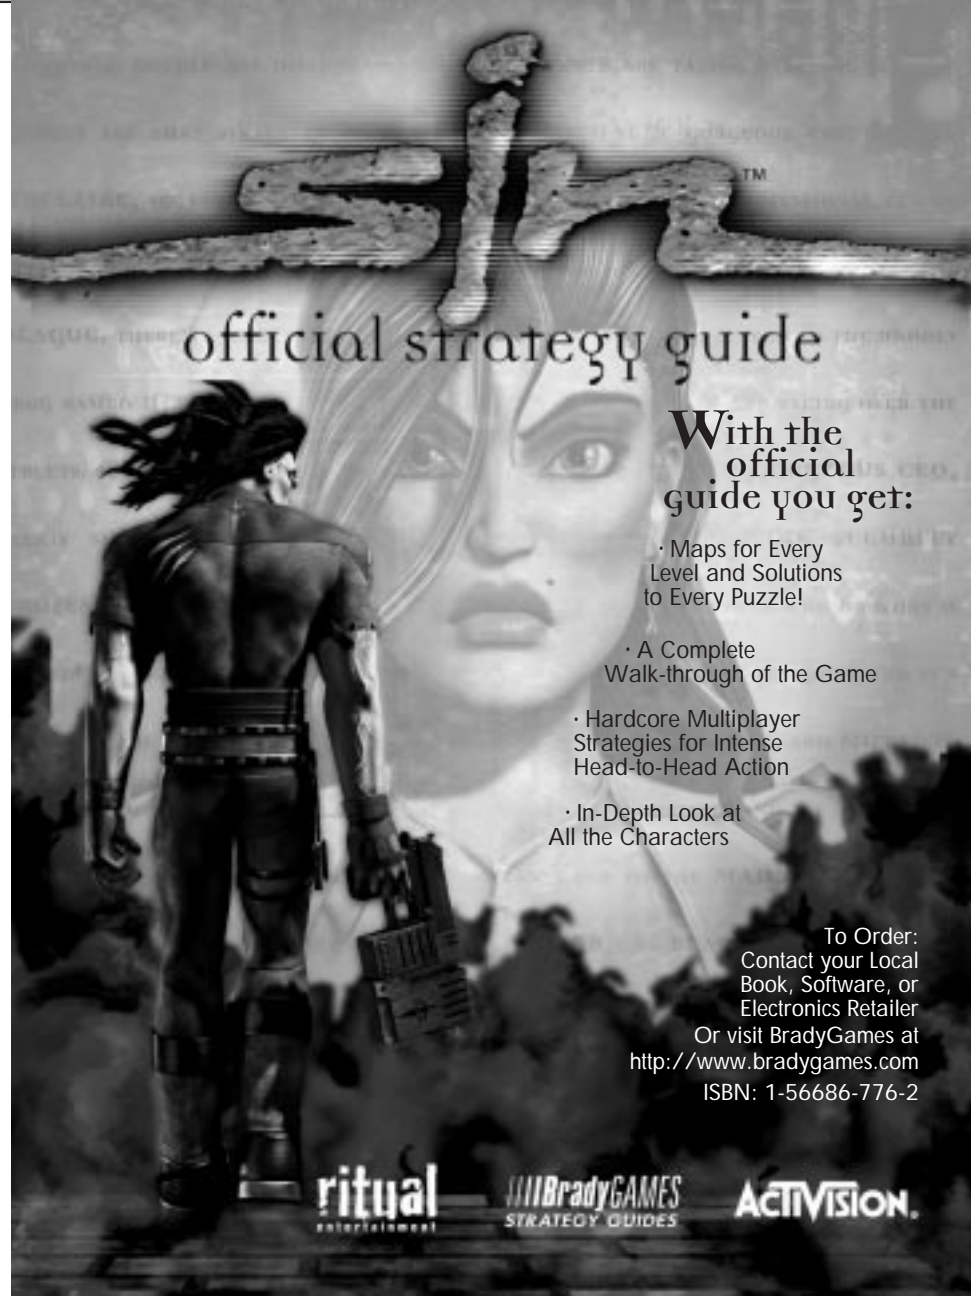 sin™
official strategy guide
With the
official
guide you get:
· Maps for Every
Level and Solutions
to Every Puzzle!
· A Complete
Walk-through of the Game
· Hardcore Multiplayer
Strategies for Intense
Head-to-Head Action
· In-Depth Look at
All the Characters
To Order:
Contact your Local
Book, Software, or
Electronics Retailer
Or visit BradyGames at
http://www.bradygames.com
ISBN: 1-56686-776-2
ritual
entertainment
BradyGAMES
STRATEGY GUIDES
ACTIVISION®